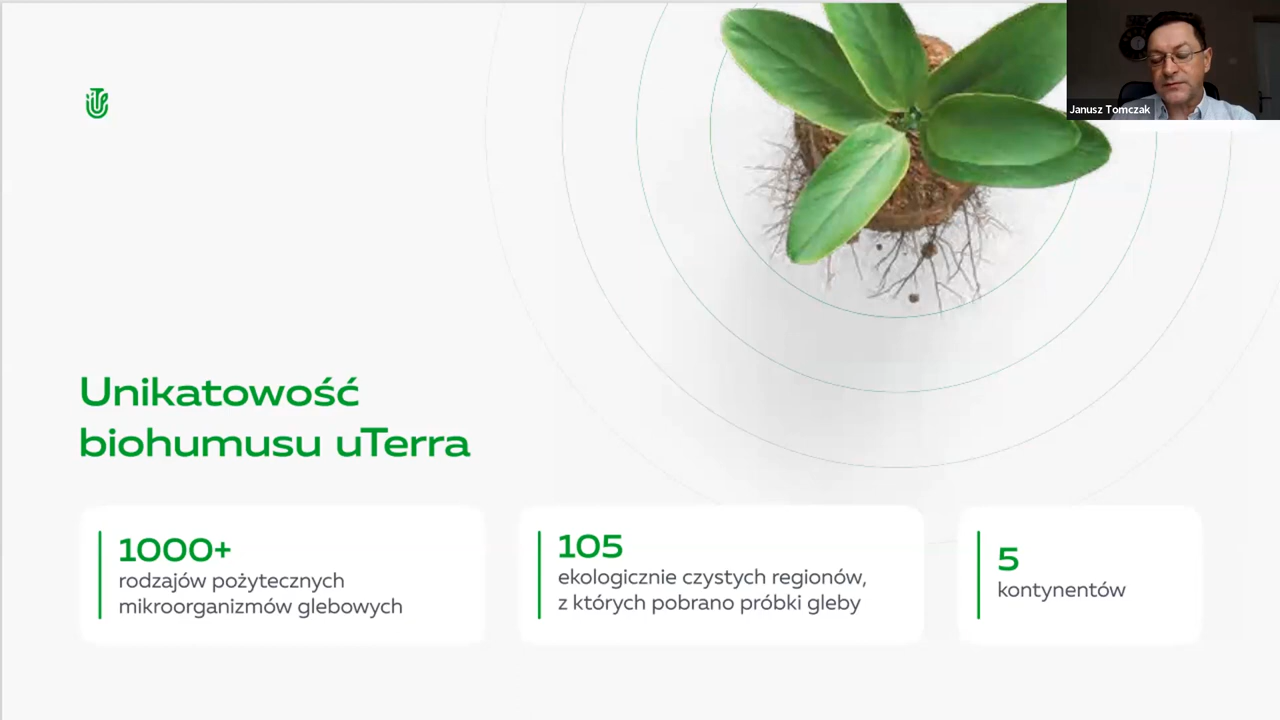 Janusz Tomczak
Unikatowość
biohumusu uTerra
1000+
rodzajów pożytecznych
mikroorganizmów glebowych
105
ekologicznie czystych regionów,
z których pobrano próbki gleby
5
kontynentów